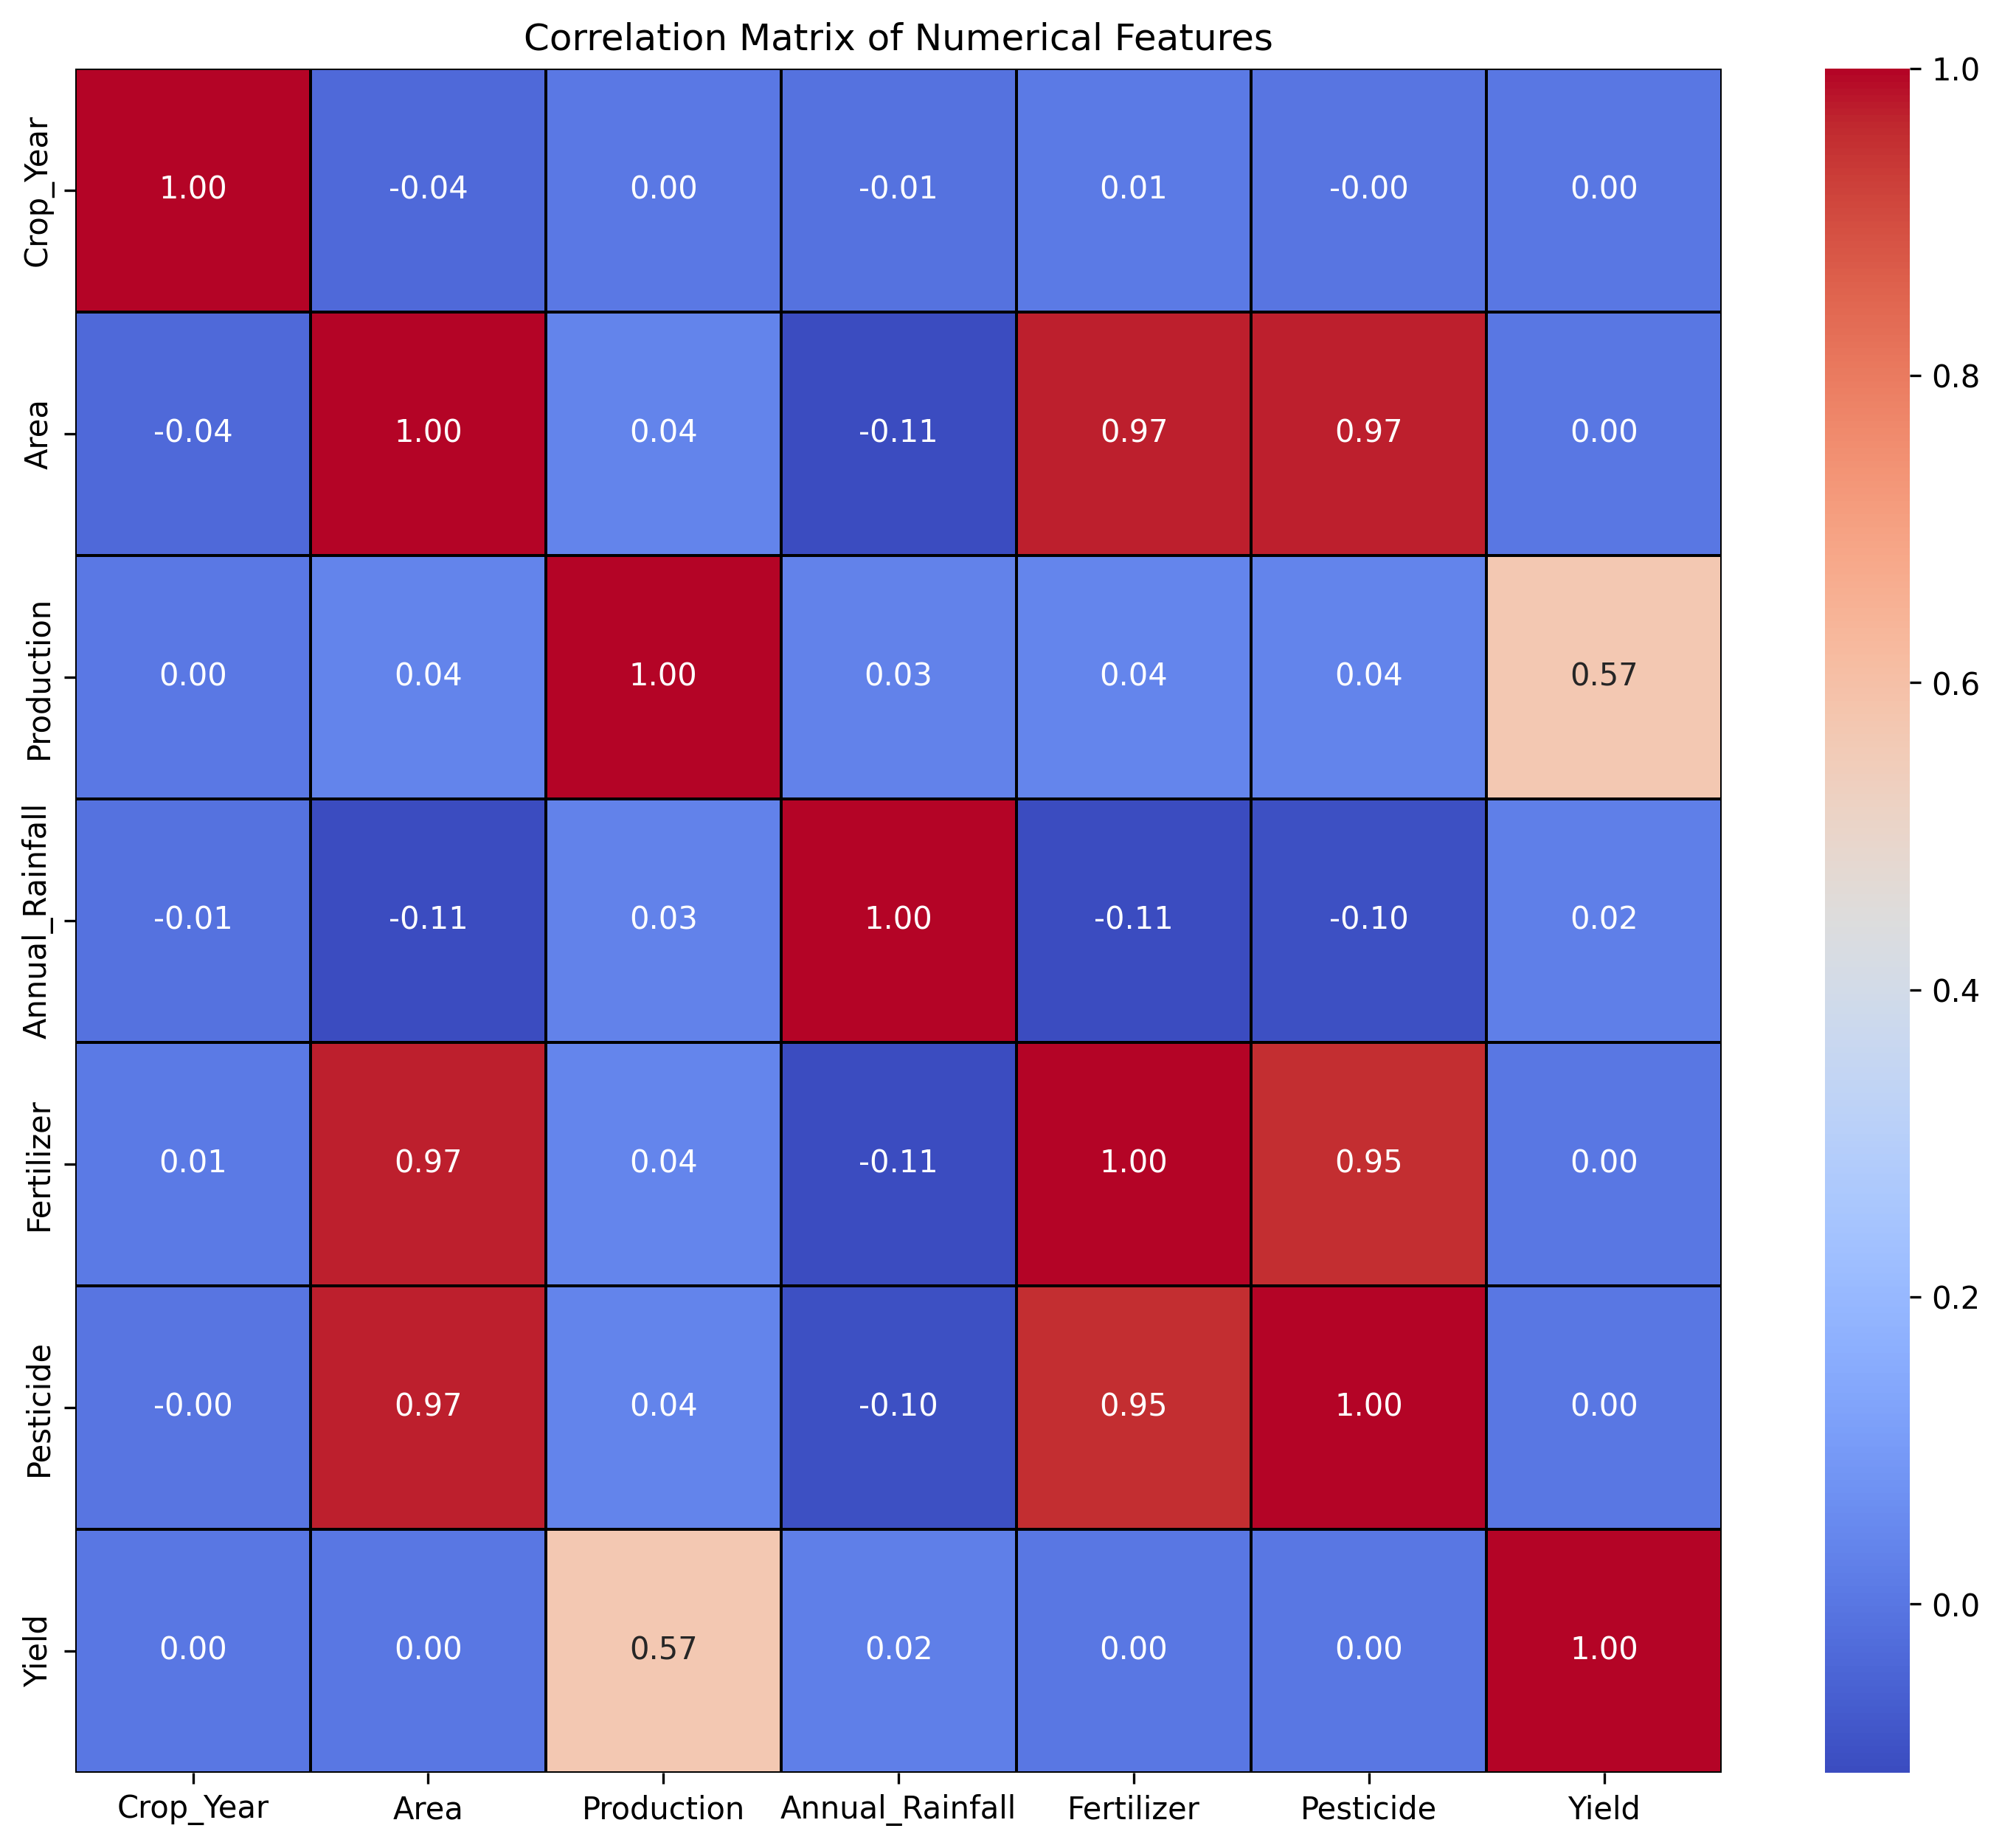 Correlation Matrix of Numerical Features
Crop_Year 1.00 -0.04 0.00 -0.01 0.01 -0.00 0.00
Area -0.04 1.00 0.04 -0.11 0.97 0.97 0.00
Production 0.00 0.04 1.00 0.03 0.04 0.04 0.57
Annual_Rainfall -0.01 -0.11 0.03 1.00 -0.11 -0.10 0.02
Fertilizer 0.01 0.97 0.04 -0.11 1.00 0.95 0.00
Pesticide -0.00 0.97 0.04 -0.10 0.95 1.00 0.00
Yield 0.00 0.00 0.57 0.02 0.00 0.00 1.00
Crop_Year Area Production Annual_Rainfall Fertilizer Pesticide Yield
1.0
0.8
0.6
0.4
0.2
0.0